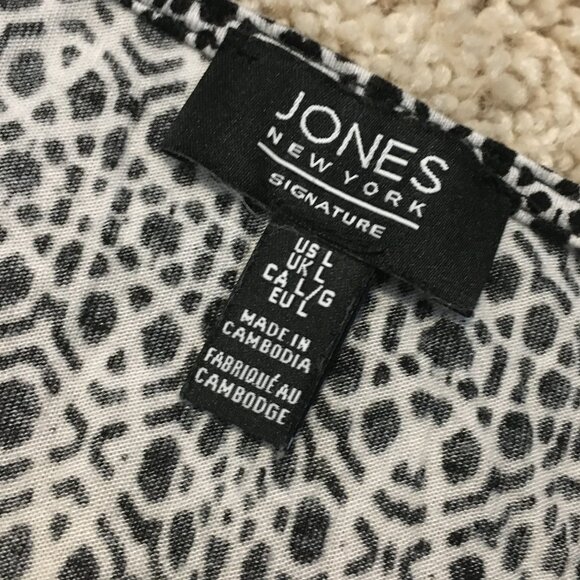 JONES
NEW YORK
SIGNATURE
US L
UK L
CA L/G
EU L
MADE IN
CAMBODIA
FABRIQUÉ AU
CAMBODGE